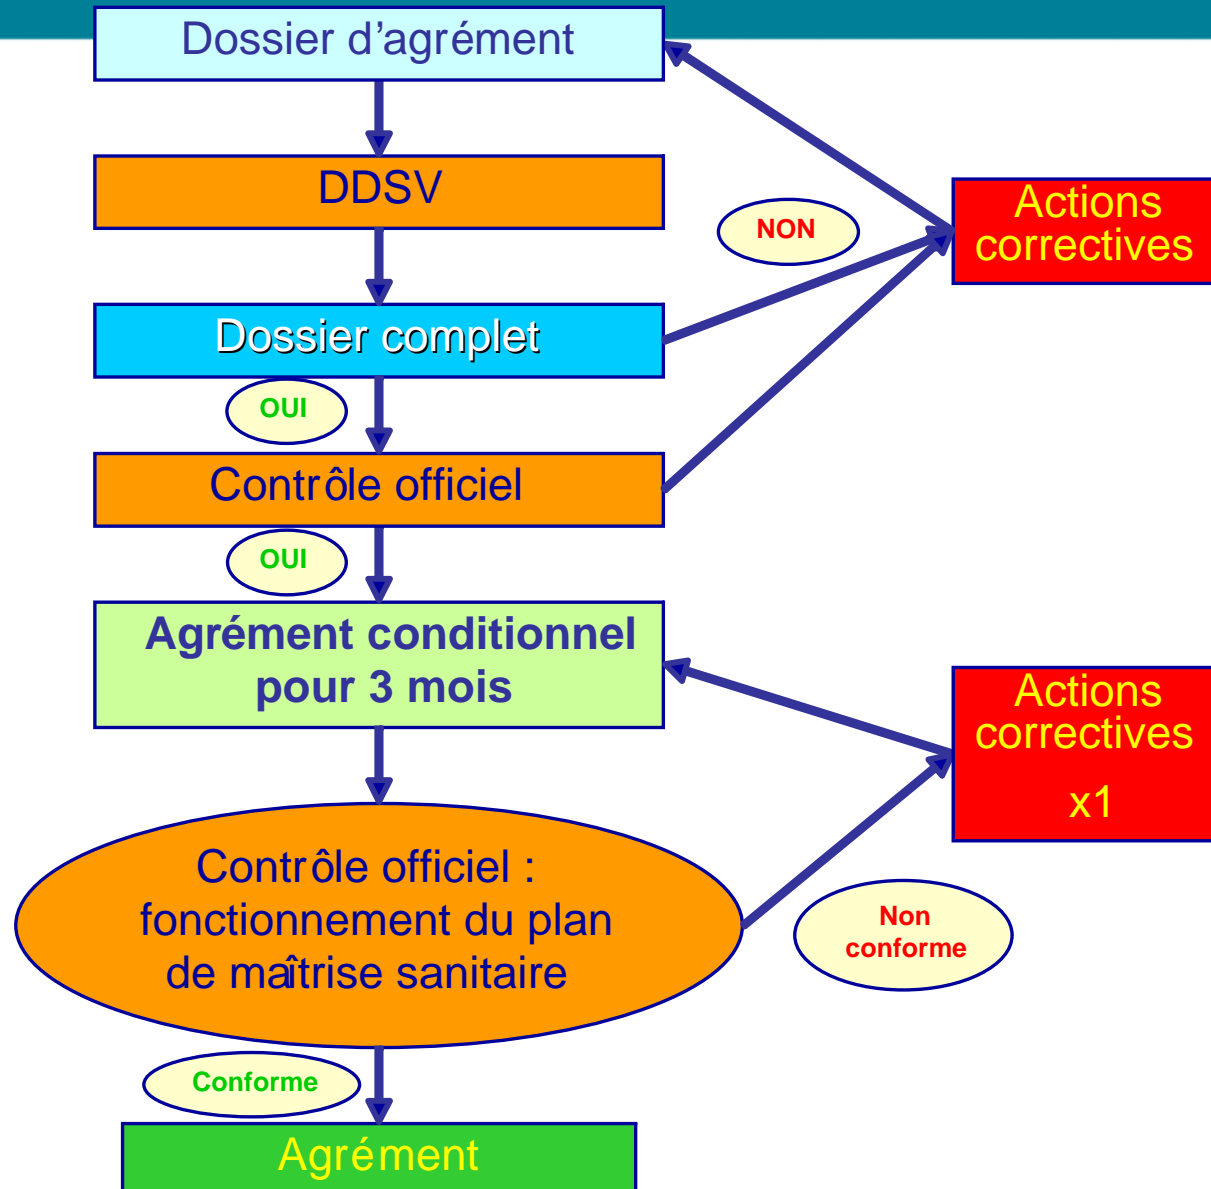 Dossier d'agrément
DDSV
NON
Actions
correctives
Dossier complet
OUI
Contrôle officiel
OUI
Agrément conditionnel
pour 3 mois
Actions
correctives
x1
Contrôle officiel :
fonctionnement du plan
de maîtrise sanitaire
Non
conforme
Conforme
Agrément